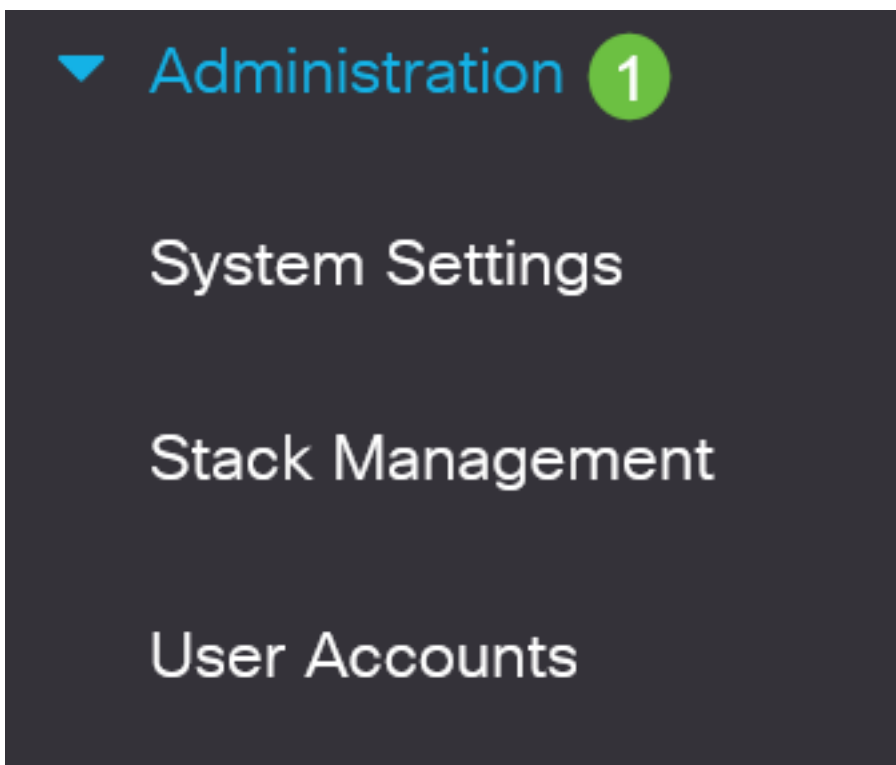 Administration 1
System Settings
Stack Management
User Accounts